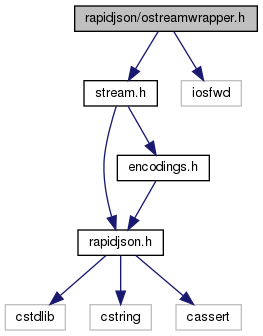 rapidjson/ostreamwrapper.h
stream.h
iosfwd
encodings.h
rapidjson.h
cstdlib
cstring
cassert